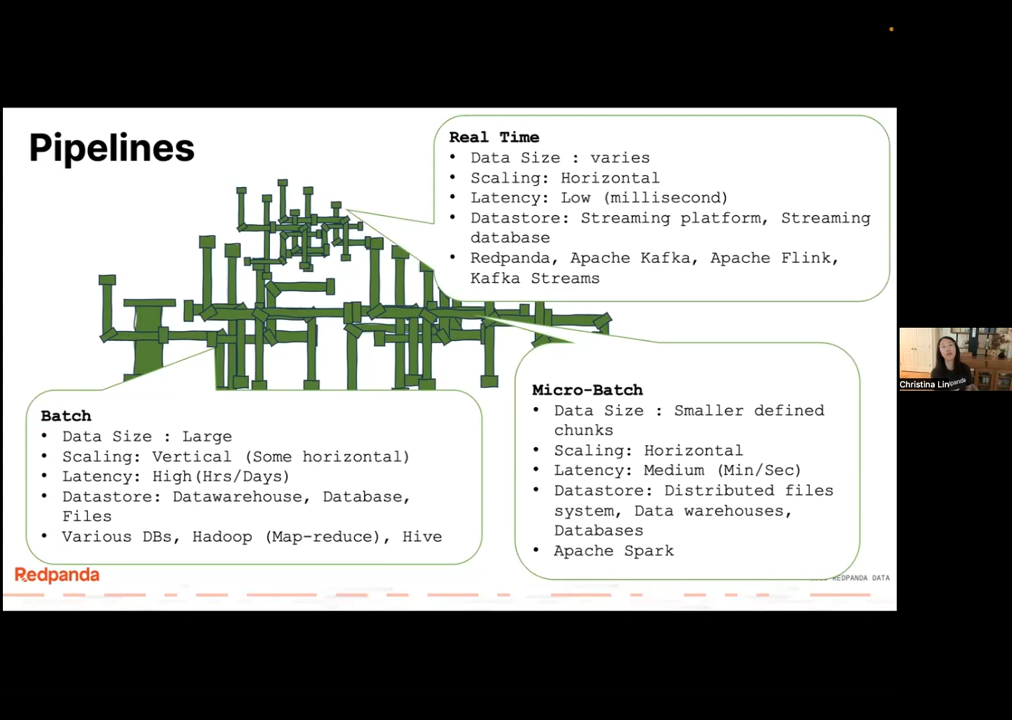 Pipelines
Real Time
• Data Size : varies
• Scaling: Horizontal
• Latency: Low (millisecond)
• Datastore: Streaming platform, Streaming
database
• Redpanda, Apache Kafka, Apache Flink,
Kafka Streams
Batch
• Data Size : Large
• Scaling: Vertical (Some horizontal)
• Latency: High(Hrs/Days)
• Datastore: Datawarehouse, Database,
Files
• Various DBs, Hadoop (Map-reduce), Hive
Micro-Batch
• Data Size : Smaller defined
chunks
• Scaling: Horizontal
• Latency: Medium (Min/Sec)
• Datastore: Distributed files
system, Data warehouses,
Databases
• Apache Spark
Redpanda
REDPANDA DATA
Christina Lin